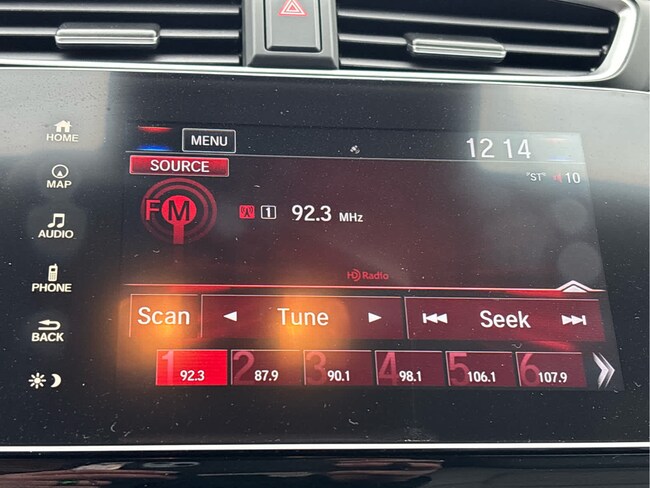 HOME
MAP
AUDIO
PHONE
BACK
MENU
12 14
SOURCE
"ST" 10
FM
1 92.3 MHz
HD Radio
Scan
Tune
Seek
1 92.3
2 87.9
3 90.1
4 98.1
5 106.1
6 107.9